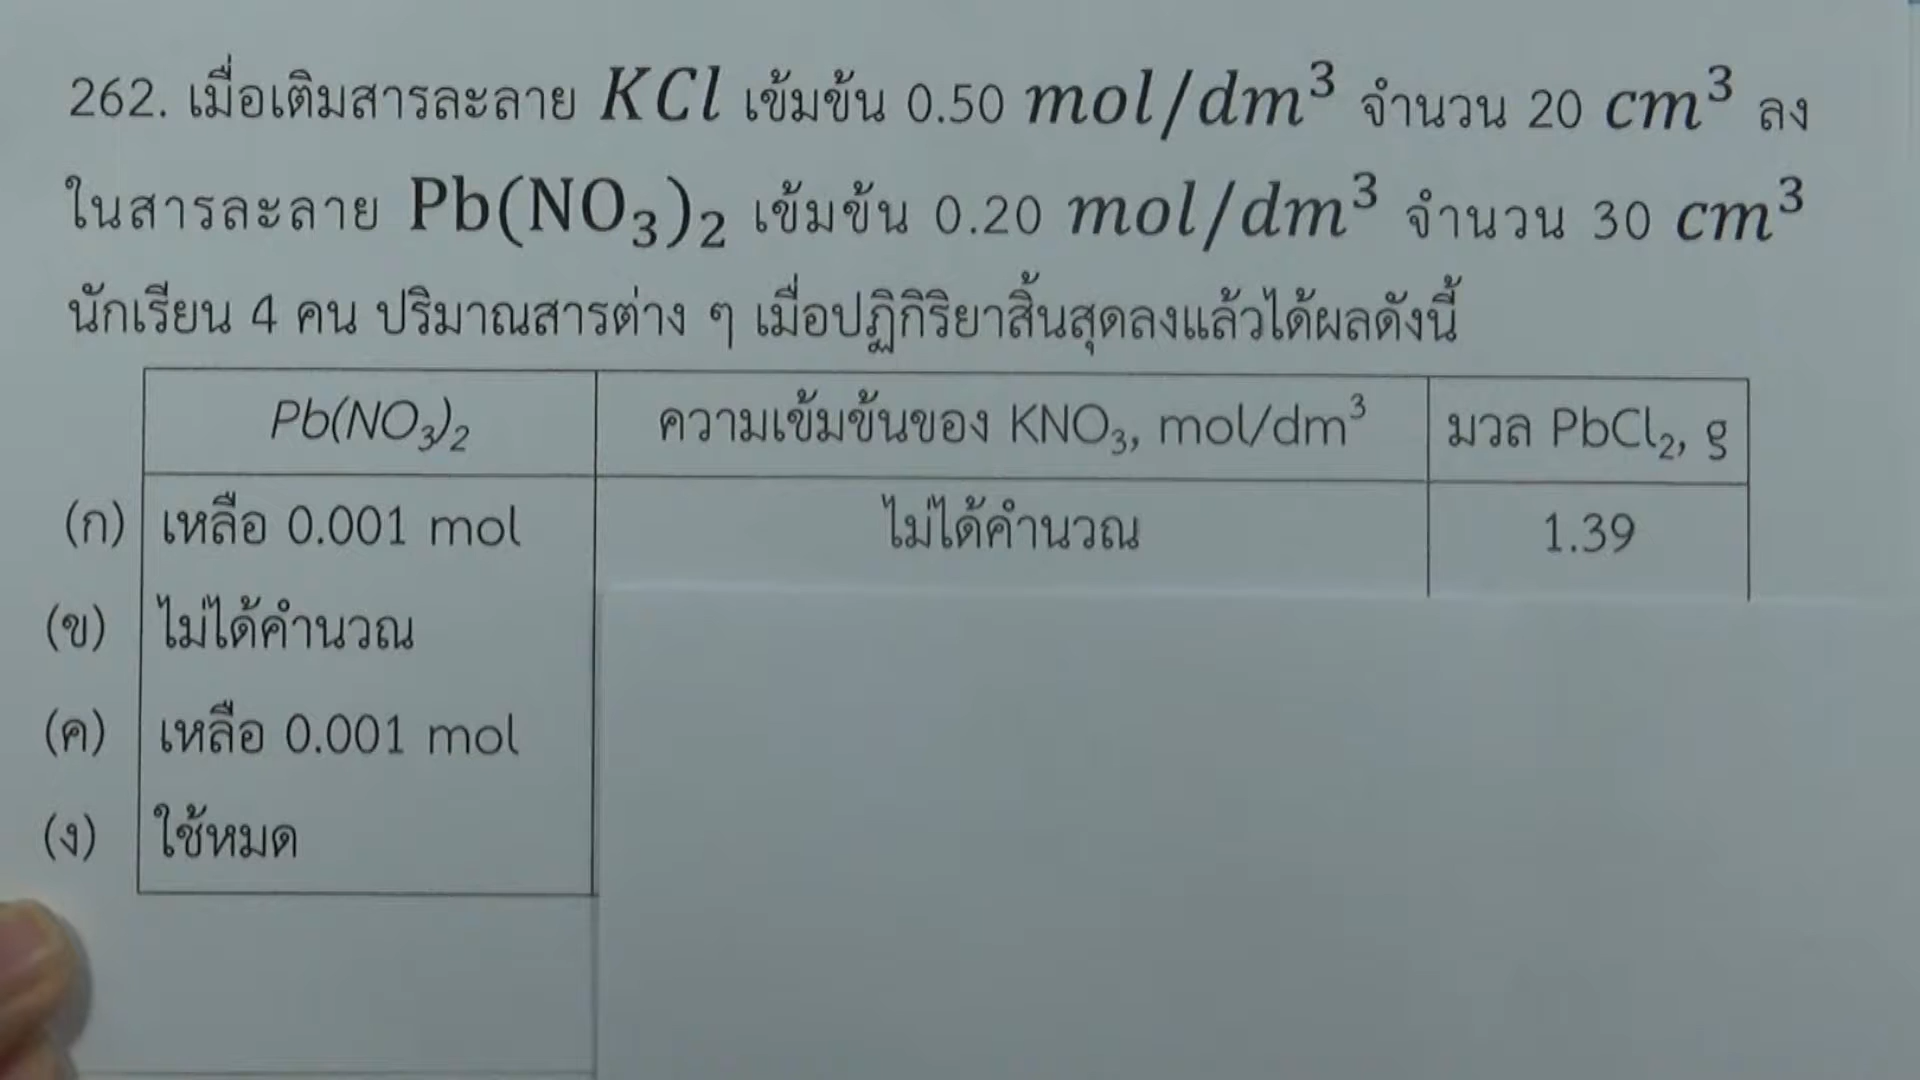 262. เมื่อเติมสารละลาย KCl เข้มข้น 0.50 mol/dm³ จำนวน 20 cm³ ลง
ในสารละลาย Pb(NO₃)₂ เข้มข้น 0.20 mol/dm³ จำนวน 30 cm³
นักเรียน 4 คน ปริมาณสารต่าง ๆ เมื่อปฏิกิริยาสิ้นสุดลงแล้วได้ผลดังนี้
Pb(NO₃)₂ ความเข้มข้นของ KNO₃, mol/dm³ มวล PbCl₂, g
(ก) เหลือ 0.001 mol ไม่ได้คำนวณ 1.39
(ข) ไม่ได้คำนวณ
(ค) เหลือ 0.001 mol
(ง) ใช้หมด